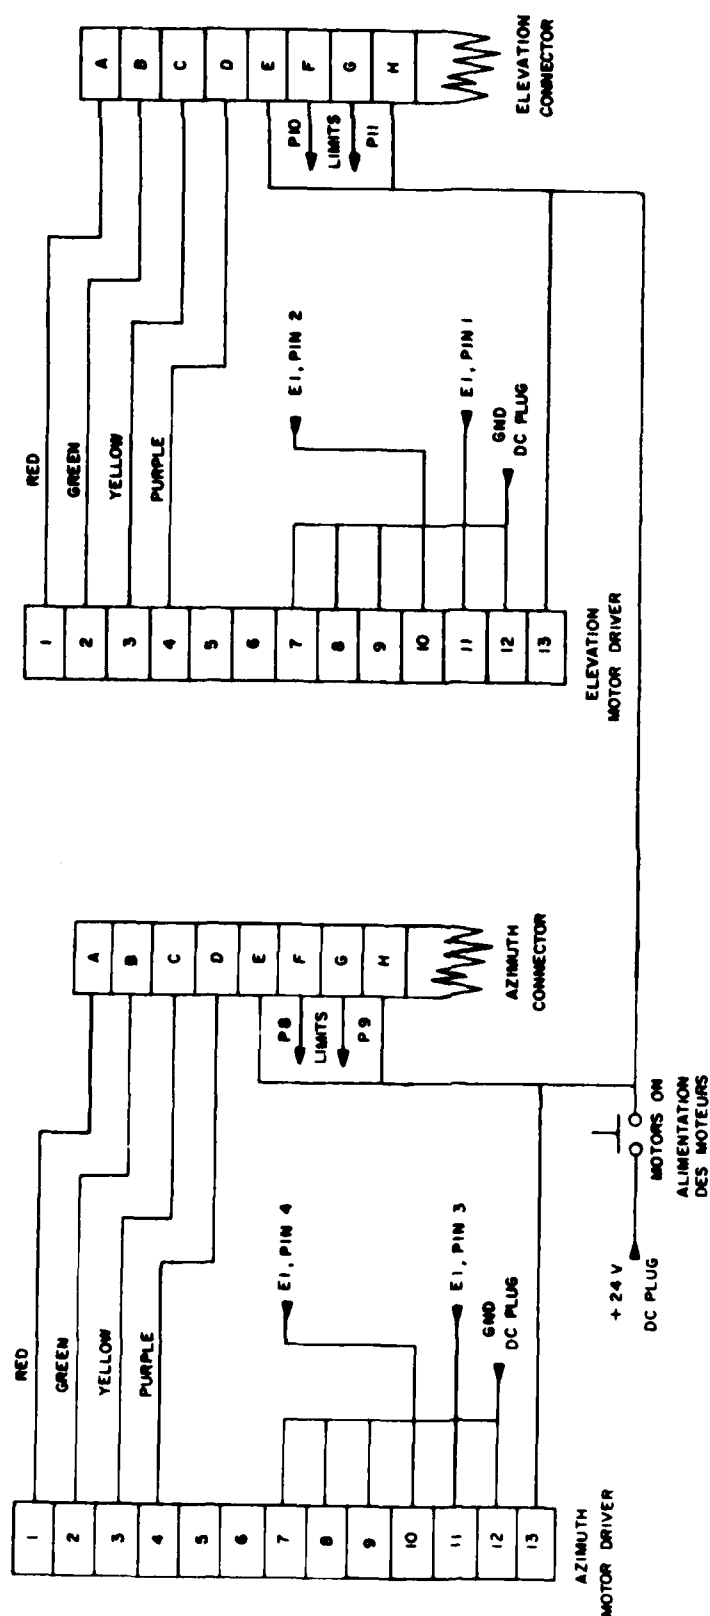 RED
GREEN
YELLOW
PURPLE
1
2
3
4
5
6
7
8
9
10
11
12
13
AZIMUTH
MOTOR DRIVER
E1, PIN 4
E1, PIN 3
GND
DC PLUG
A
B
C
D
E
F
G
H
P8
LIMITS
P9
AZIMUTH
CONNECTOR
+24 V
DC PLUG
MOTORS ON
ALIMENTATION
DES MOTEURS
RED
GREEN
YELLOW
PURPLE
1
2
3
4
5
6
7
8
9
10
11
12
13
ELEVATION
MOTOR DRIVER
E1, PIN 2
E1, PIN 1
GND
DC PLUG
A
B
C
D
E
F
G
H
P10
LIMITS
P11
ELEVATION
CONNECTOR